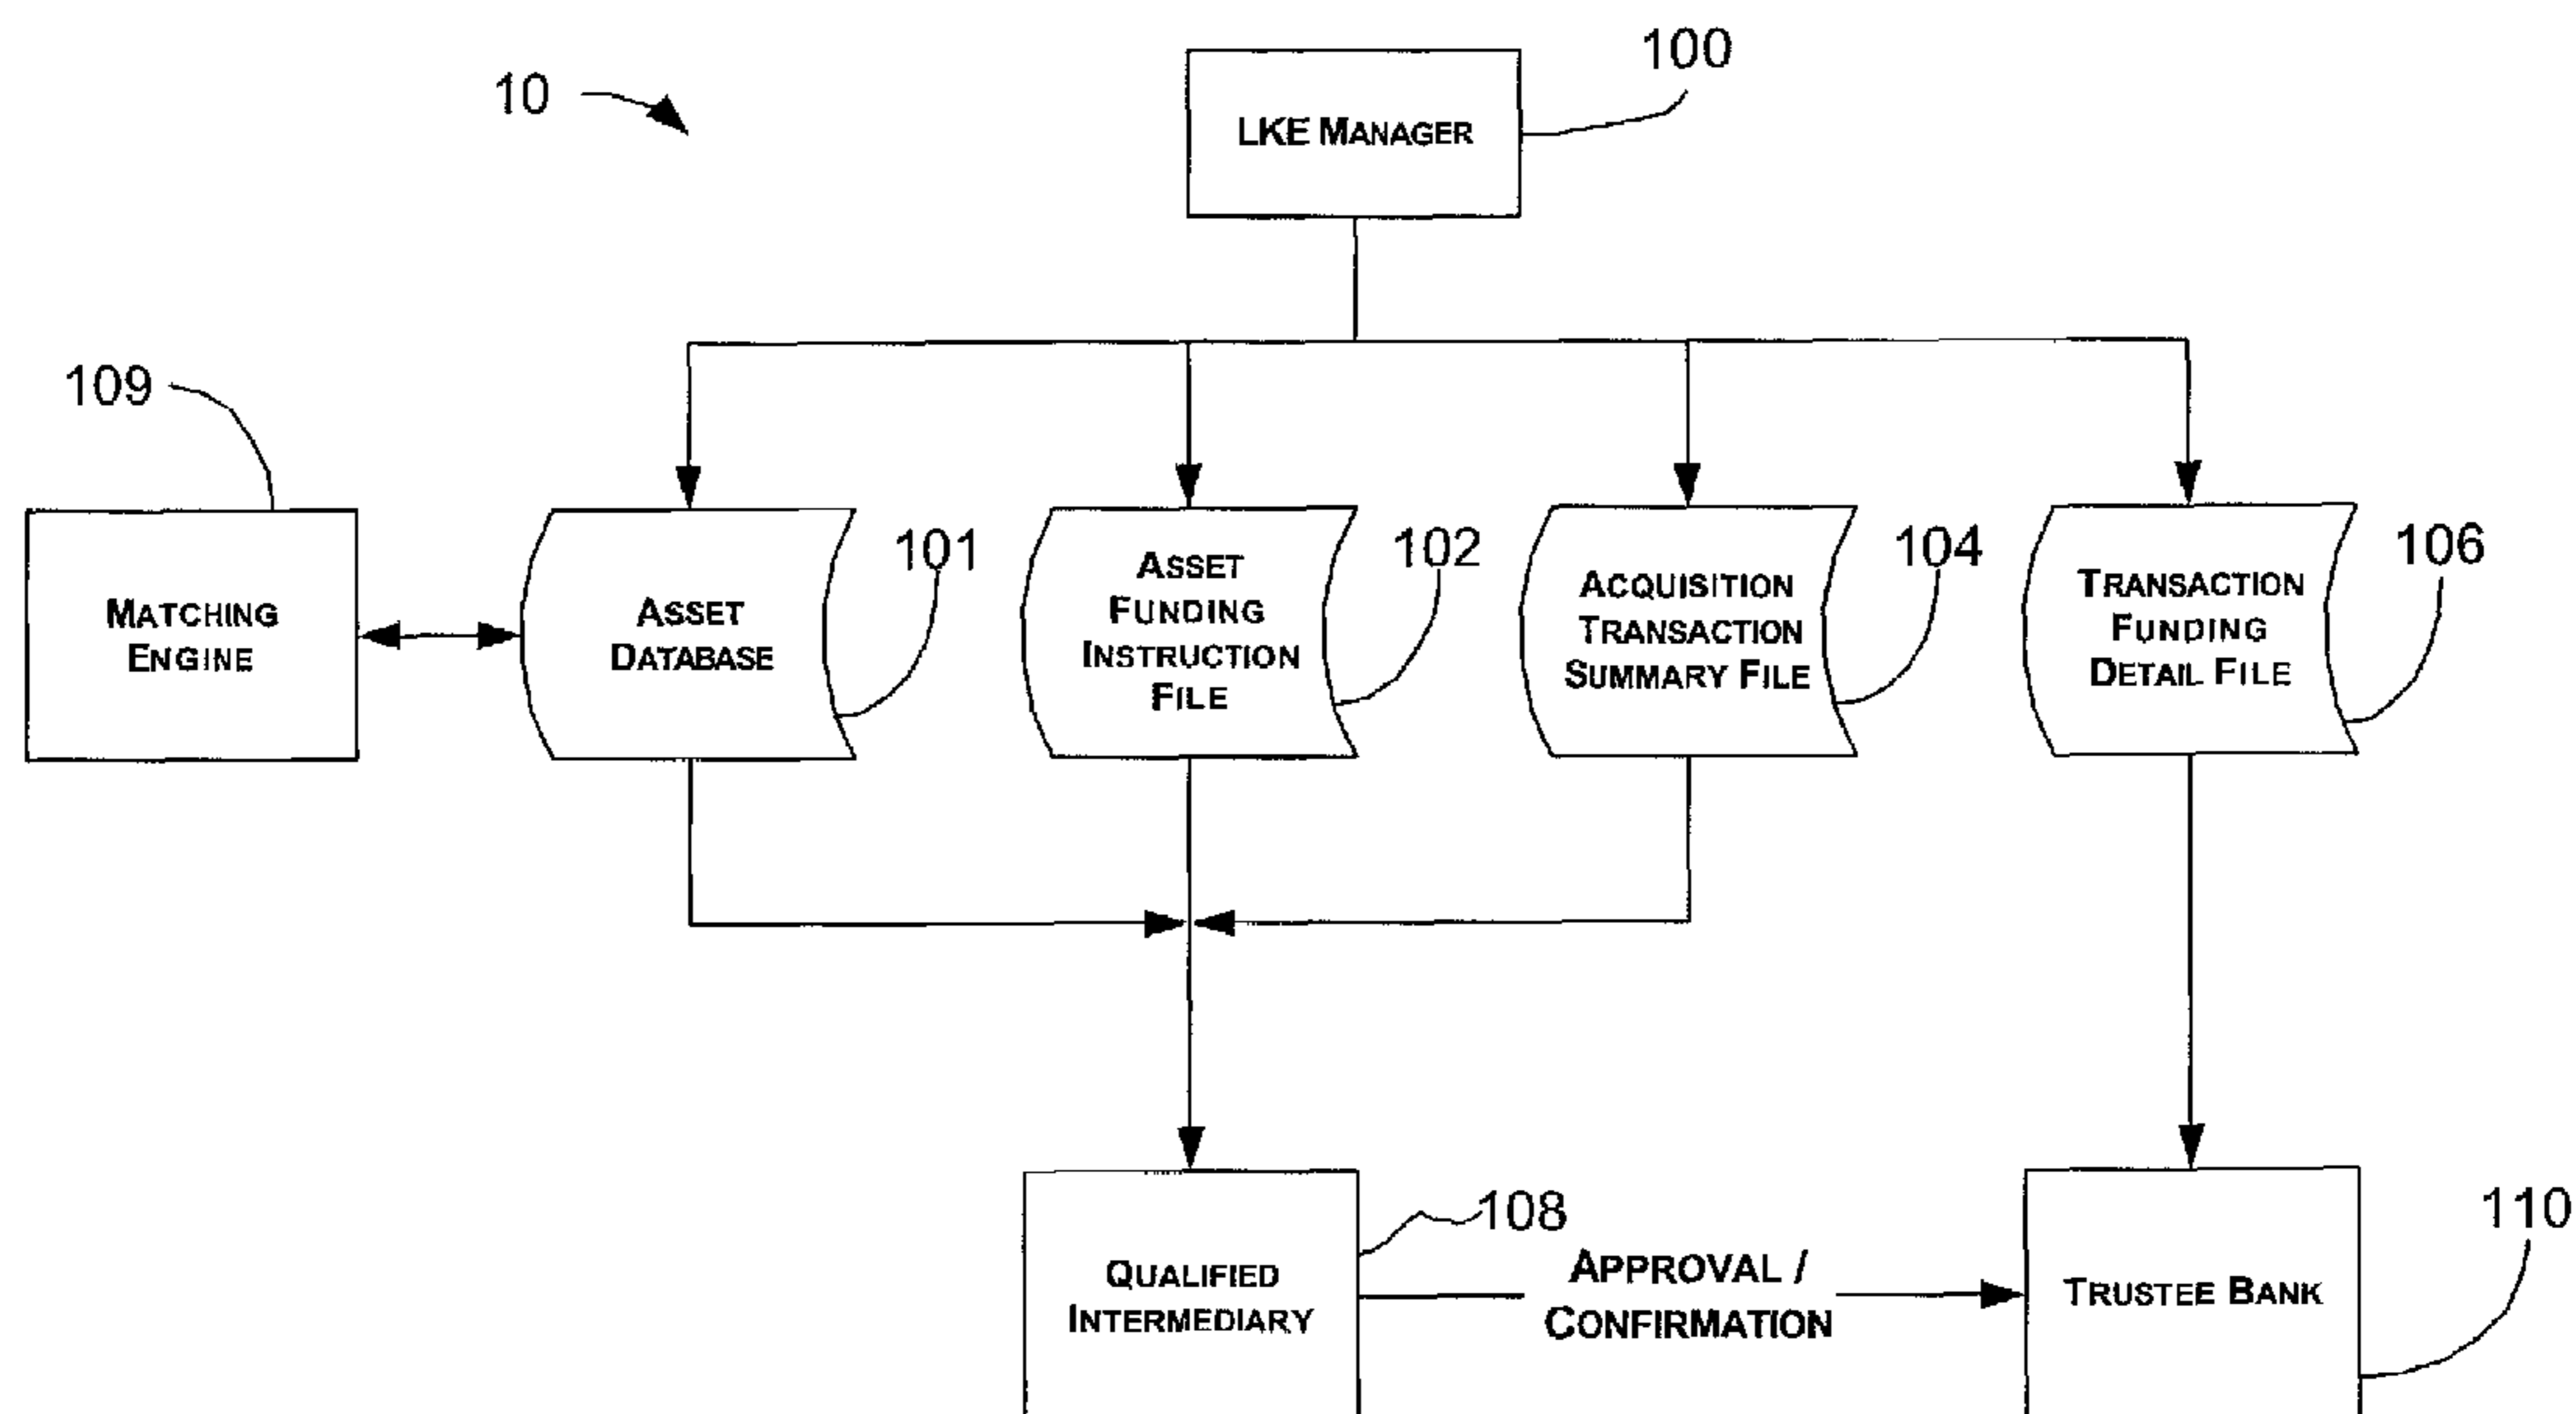 100
10
LKE MANAGER
109
101
102
104
106
MATCHING
ENGINE
ASSET
DATABASE
ASSET
FUNDING
INSTRUCTION
FILE
ACQUISITION
TRANSACTION
SUMMARY FILE
TRANSACTION
FUNDING
DETAIL FILE
108
110
QUALIFIED
INTERMEDIARY
APPROVAL /
CONFIRMATION
TRUSTEE BANK